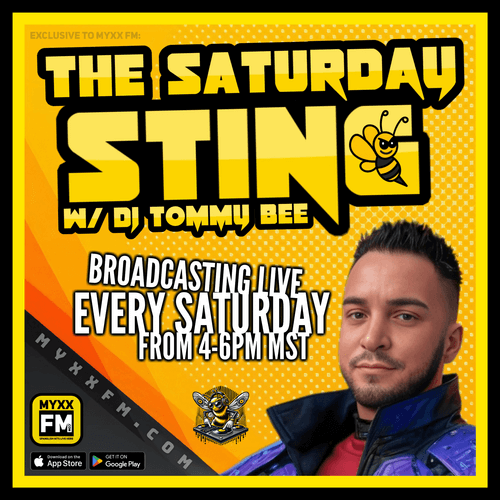 EXCLUSIVE TO MYXX FM:
THE SATURDAY
STING
W/ DJ TOMMY BEE
BROADCASTING LIVE
EVERY SATURDAY
FROM 4-6PM MST
MYXXFM.COM
MYXX
FM
Download on the
App Store
GET IT ON
Google Play